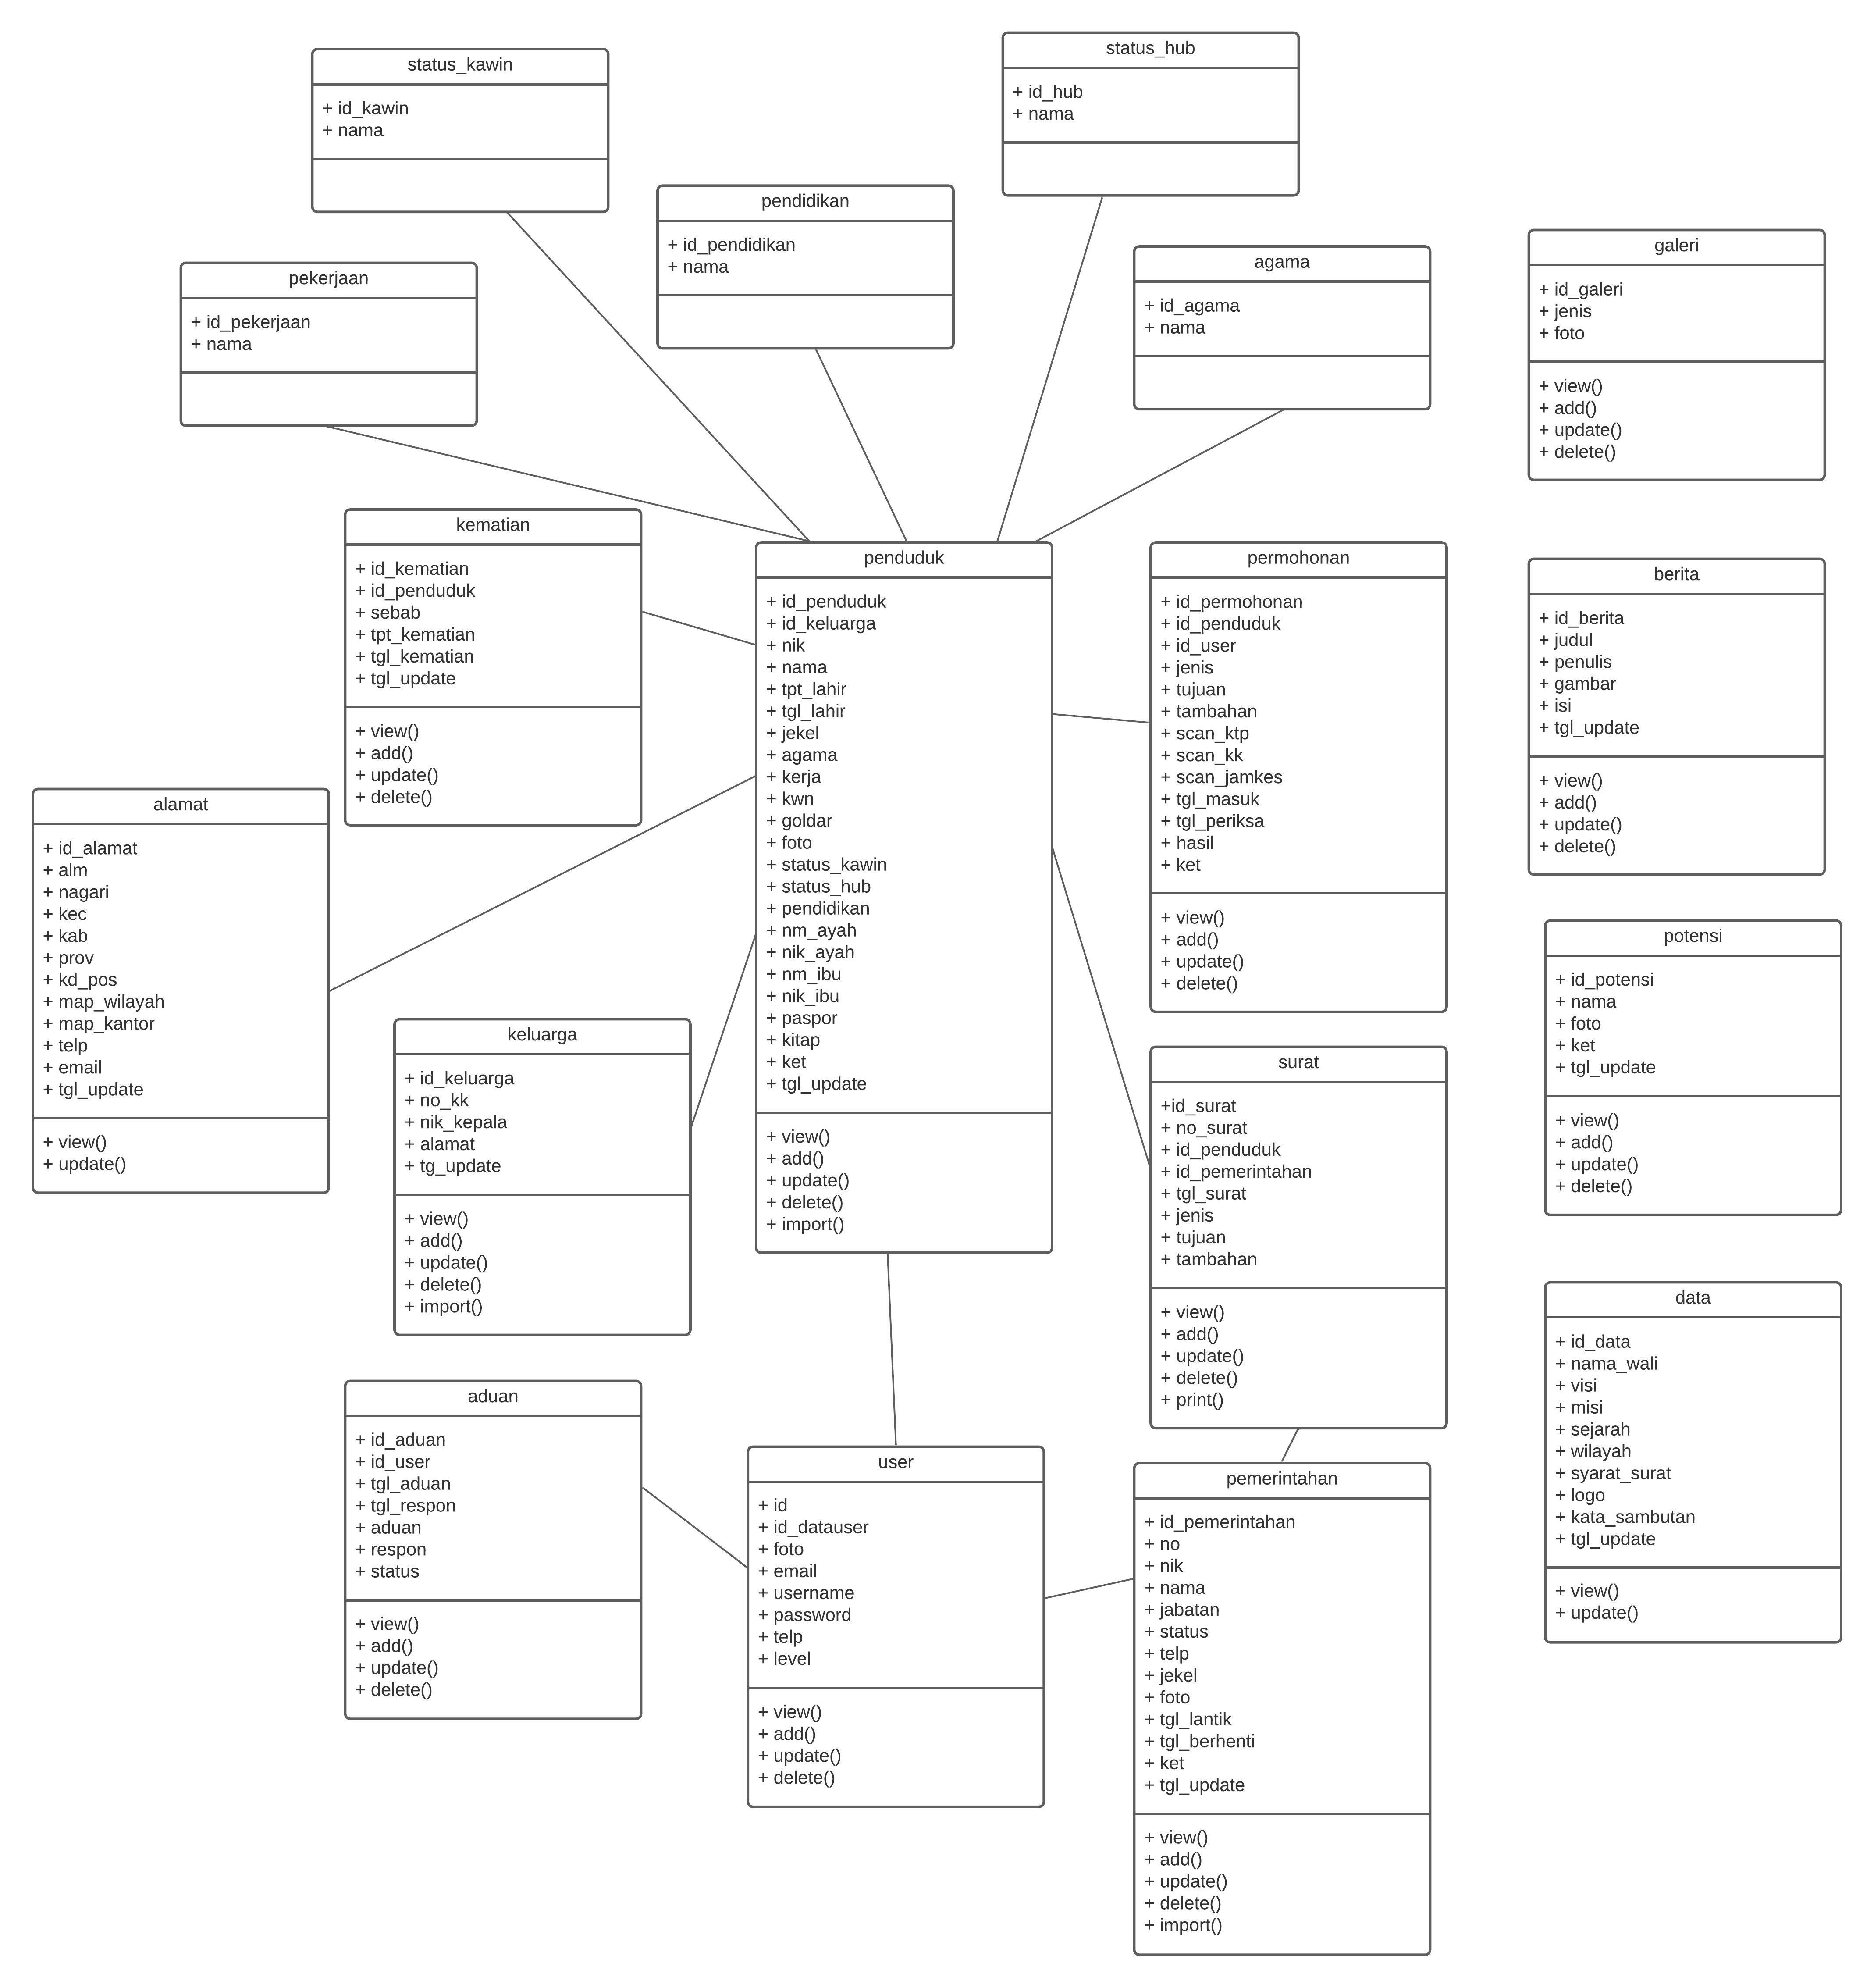 status_kawin
+ id_kawin
+ nama
status_hub
+ id_hub
+ nama
pendidikan
+ id_pendidikan
+ nama
pekerjaan
+ id_pekerjaan
+ nama
agama
+ id_agama
+ nama
galeri
+ id_galeri
+ jenis
+ foto
+ view()
+ add()
+ update()
+ delete()
kematian
+ id_kematian
+ id_penduduk
+ sebab
+ tpt_kematian
+ tgl_kematian
+ tgl_update
+ view()
+ add()
+ update()
+ delete()
penduduk
+ id_penduduk
+ id_keluarga
+ nik
+ nama
+ tpt_lahir
+ tgl_lahir
+ jekel
+ agama
+ kerja
+ kwn
+ goldar
+ foto
+ status_kawin
+ status_hub
+ pendidikan
+ nm_ayah
+ nik_ayah
+ nm_ibu
+ nik_ibu
+ paspor
+ kitap
+ ket
+ tgl_update
+ view()
+ add()
+ update()
+ delete()
+ import()
permohonan
+ id_permohonan
+ id_penduduk
+ id_user
+ jenis
+ tujuan
+ tambahan
+ scan_ktp
+ scan_kk
+ scan_jamkes
+ tgl_masuk
+ tgl_periksa
+ hasil
+ ket
+ view()
+ add()
+ update()
+ delete()
berita
+ id_berita
+ judul
+ penulis
+ gambar
+ isi
+ tgl_update
+ view()
+ add()
+ update()
+ delete()
alamat
+ id_alamat
+ alm
+ nagari
+ kec
+ kab
+ prov
+ kd_pos
+ map_wilayah
+ map_kantor
+ telp
+ email
+ tgl_update
+ view()
+ update()
keluarga
+ id_keluarga
+ no_kk
+ nik_kepala
+ alamat
+ tg_update
+ view()
+ add()
+ update()
+ delete()
+ import()
surat
+id_surat
+ no_surat
+ id_penduduk
+ id_pemerintahan
+ tgl_surat
+ jenis
+ tujuan
+ tambahan
+ view()
+ add()
+ update()
+ delete()
+ print()
potensi
+ id_potensi
+ nama
+ foto
+ ket
+ tgl_update
+ view()
+ add()
+ update()
+ delete()
data
+ id_data
+ nama_wali
+ visi
+ misi
+ sejarah
+ wilayah
+ syarat_surat
+ logo
+ kata_sambutan
+ tgl_update
+ view()
+ update()
aduan
+ id_aduan
+ id_user
+ tgl_aduan
+ tgl_respon
+ aduan
+ respon
+ status
+ view()
+ add()
+ update()
+ delete()
user
+ id
+ id_datauser
+ foto
+ email
+ username
+ password
+ telp
+ level
+ view()
+ add()
+ update()
+ delete()
pemerintahan
+ id_pemerintahan
+ no
+ nik
+ nama
+ jabatan
+ status
+ telp
+ jekel
+ foto
+ tgl_lantik
+ tgl_berhenti
+ ket
+ tgl_update
+ view()
+ add()
+ update()
+ delete()
+ import()